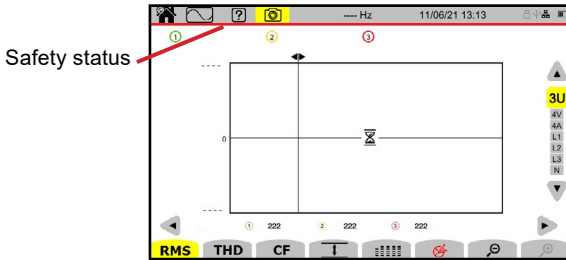 ? ---- Hz 11/06/21 13:13
1 2 3
Safety status
----
3U
4V
4A
L1
L2
L3
N
0
----
1 222 2 222 3 222
RMS THD CF